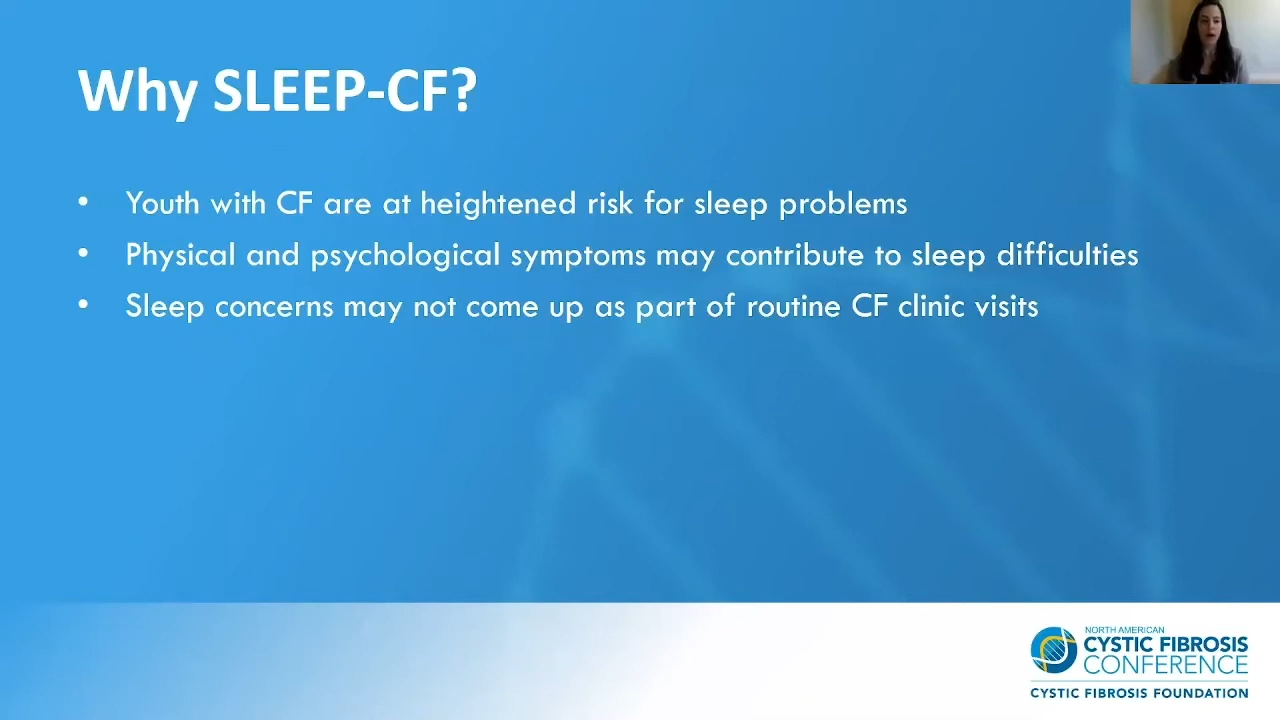 Why SLEEP-CF?
• Youth with CF are at heightened risk for sleep problems
• Physical and psychological symptoms may contribute to sleep difficulties
• Sleep concerns may not come up as part of routine CF clinic visits
NORTH AMERICAN
CYSTIC FIBROSIS
CONFERENCE
CYSTIC FIBROSIS FOUNDATION